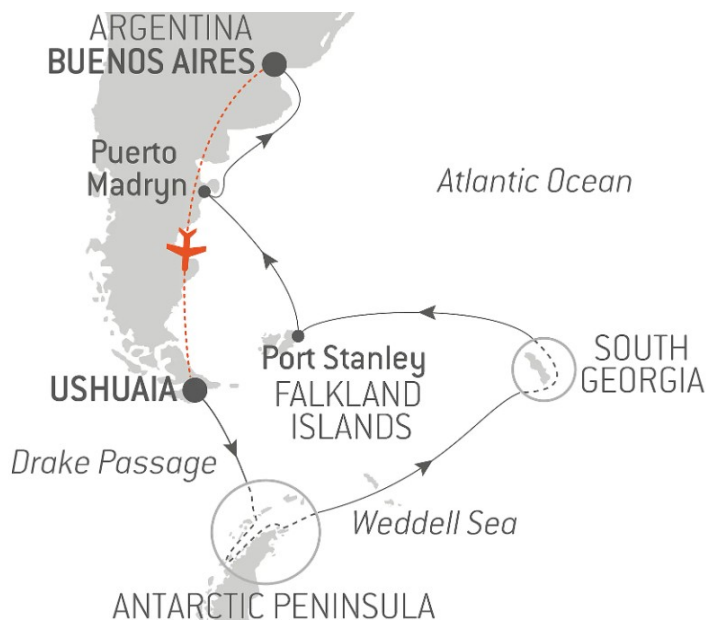 ARGENTINA
BUENOS AIRES
Puerto
Madryn
Atlantic Ocean
Port Stanley
FALKLAND
ISLANDS
SOUTH
GEORGIA
USHUAIA
Drake Passage
Weddell Sea
ANTARCTIC PENINSULA